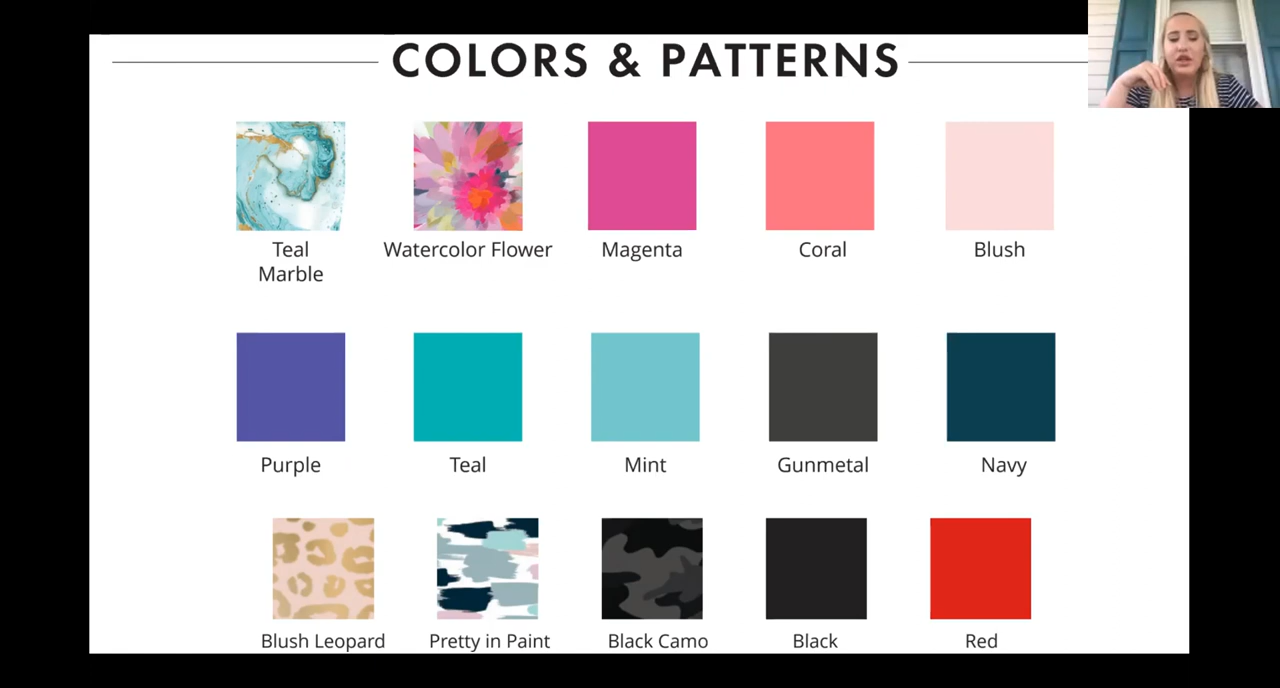 COLORS & PATTERNS
Teal
Marble
Watercolor Flower
Magenta
Coral
Blush
Purple
Teal
Mint
Gunmetal
Navy
Blush Leopard
Pretty in Paint
Black Camo
Black
Red